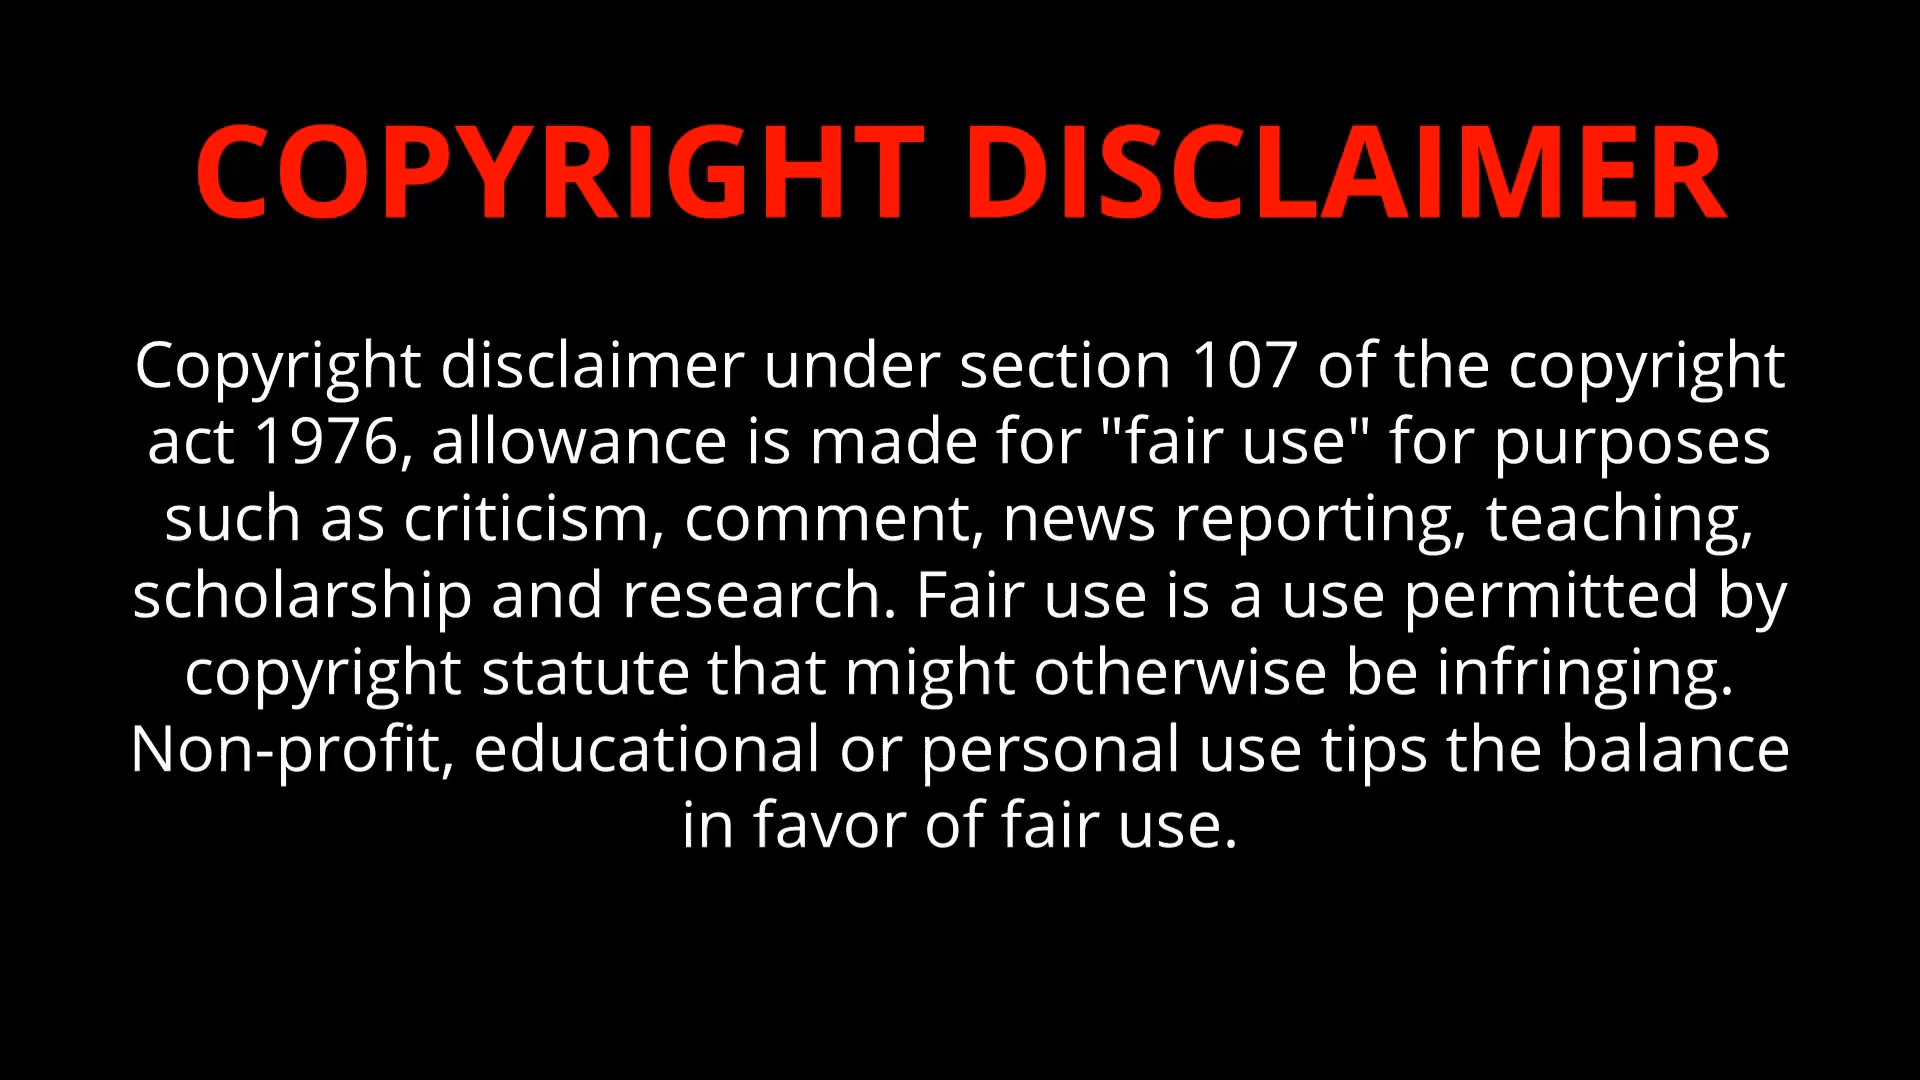 COPYRIGHT DISCLAIMER
Copyright disclaimer under section 107 of the copyright
act 1976, allowance is made for "fair use" for purposes
such as criticism, comment, news reporting, teaching,
scholarship and research. Fair use is a use permitted by
copyright statute that might otherwise be infringing.
Non-profit, educational or personal use tips the balance
in favor of fair use.